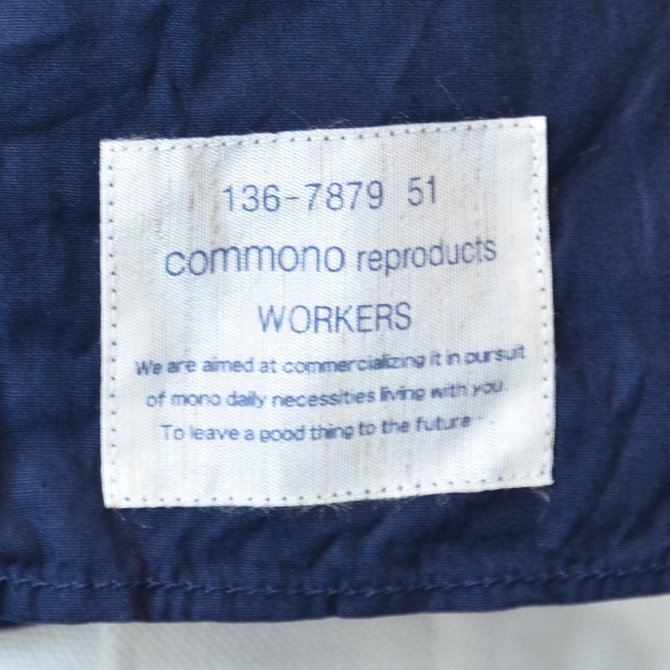 136-7879 51
commono reproducts
WORKERS
We are aimed at commercializing it in pursuit
of mono daily necessities living with you.
To leave a good thing to the future・・